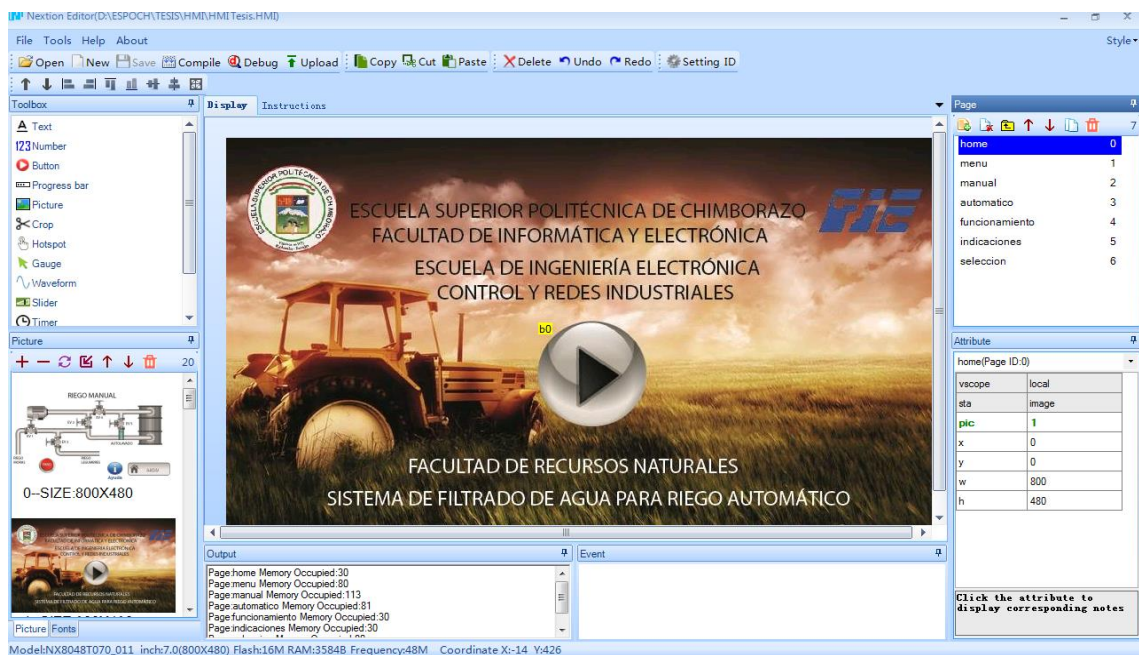 Nextion Editor(D:\ESPOCH\TESIS\HMI\HMI Tesis.HMI)
File Tools Help About
Style
Open New Save Compile Debug Upload Copy Cut Paste Delete Undo Redo Setting ID
Toolbox
A Text
123 Number
Button
Progress bar
Picture
Crop
Hotspot
Gauge
Waveform
Slider
Timer
Picture
20
RIEGO MANUAL
Ayuda
INICIO
0--SIZE:800X480
Picture Fonts
Display Instructions
ESCUELA SUPERIOR POLITÉCNICA DE CHIMBORAZO
FACULTAD DE INFORMÁTICA Y ELECTRÓNICA
FIE
ESCUELA DE INGENIERÍA ELECTRÓNICA
CONTROL Y REDES INDUSTRIALES
b0
FACULTAD DE RECURSOS NATURALES
SISTEMA DE FILTRADO DE AGUA PARA RIEGO AUTOMÁTICO
Output
Page:home Memory Occupied:30
Page:menu Memory Occupied:80
Page:manual Memory Occupied:113
Page:automatico Memory Occupied:81
Page:funcionamiento Memory Occupied:30
Page:indicaciones Memory Occupied:30
Event
Page
7
home 0
menu 1
manual 2
automatico 3
funcionamiento 4
indicaciones 5
seleccion 6
Attribute
home(Page ID:0)
vscope local
sta image
pic 1
x 0
y 0
w 800
h 480
Click the attribute to
display corresponding notes
Model:NX8048T070_011 inch:7.0(800X480) Flash:16M RAM:3584B Frequency:48M Coordinate X:-14 Y:426